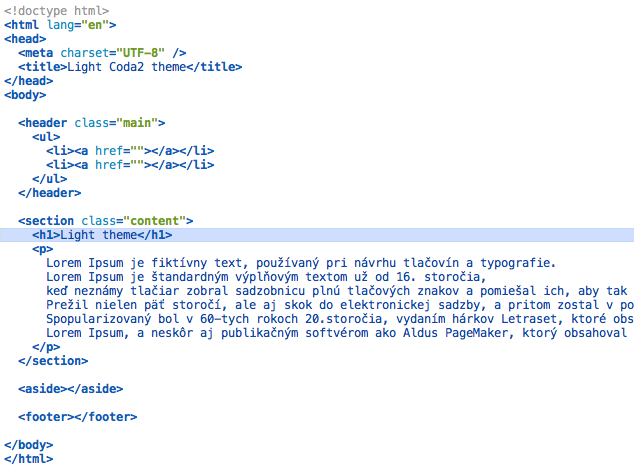 <!doctype html>
<html lang="en">
<head>
  <meta charset="UTF-8" />
  <title>Light Coda2 theme</title>
</head>
<body>

  <header class="main">
    <ul>
      <li><a href=""></a></li>
      <li><a href=""></a></li>
    </ul>
  </header>

  <section class="content">
    <h1>Light theme</h1>
    <p>
      Lorem Ipsum je fiktívny text, používaný pri návrhu tlačovín a typografie.
      Lorem Ipsum je štandardným výplňovým textom už od 16. storočia,
      keď neznámy tlačiar zobral sadzobnicu plnú tlačových znakov a pomiešal ich, aby tak
      Prežil nielen päť storočí, ale aj skok do elektronickej sadzby, a pritom zostal v po
      Spopularizovaný bol v 60-tych rokoch 20.storočia, vydaním hárkov Letraset, ktoré obs
      Lorem Ipsum, a neskôr aj publikačným softvérom ako Aldus PageMaker, ktorý obsahoval
    </p>
  </section>

  <aside></aside>

  <footer></footer>

</body>
</html>